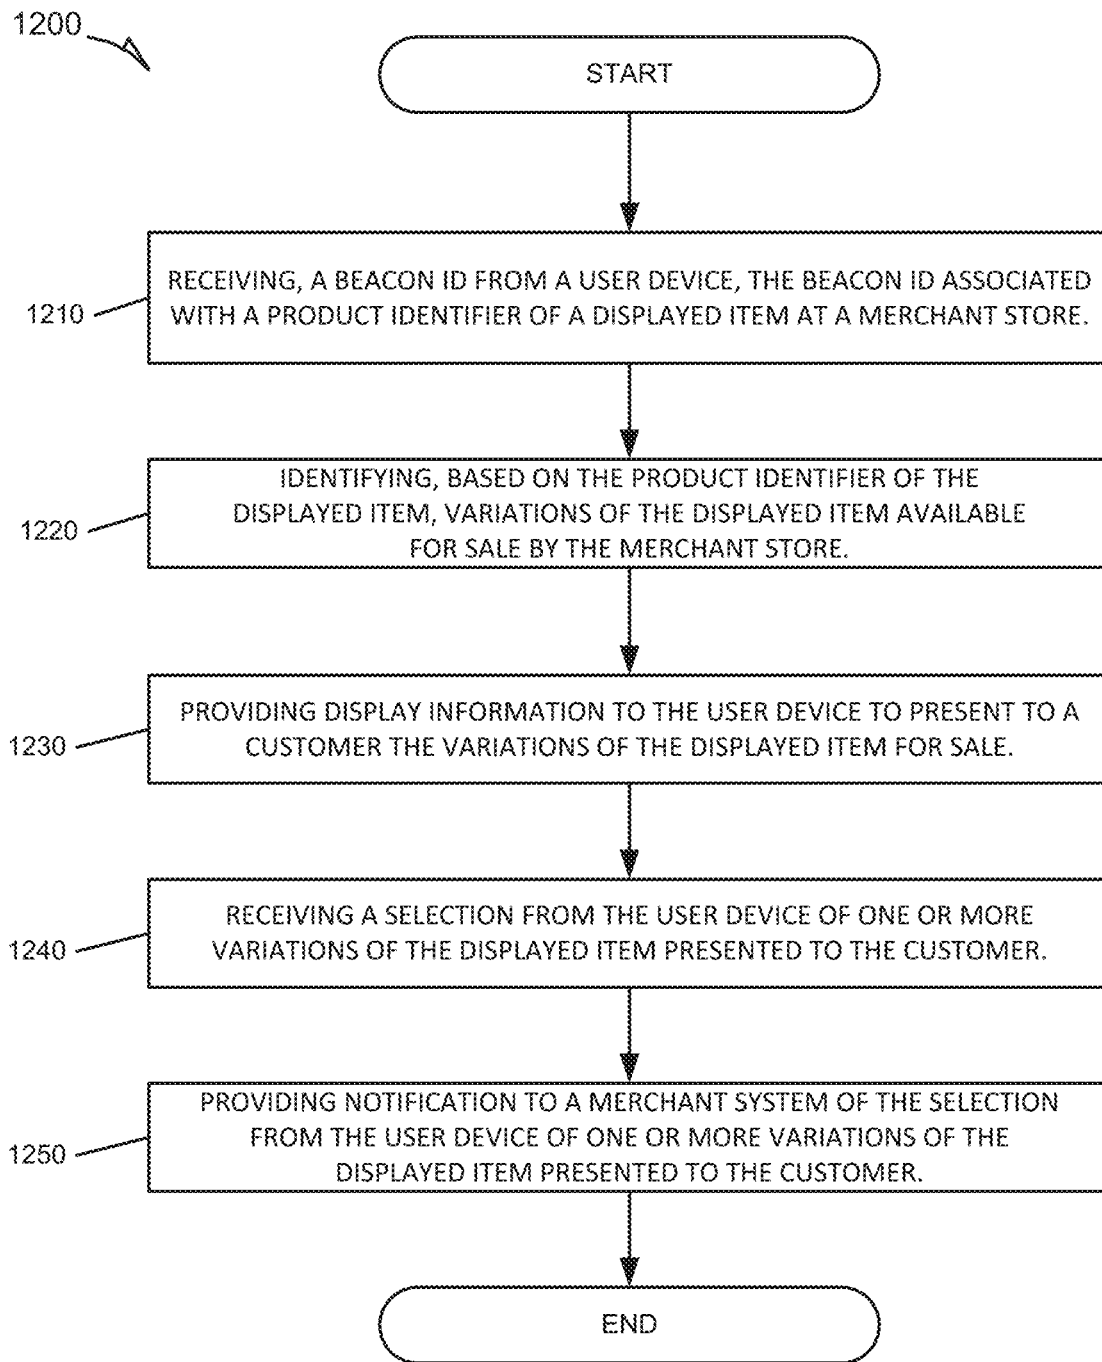 1200
START
1210
RECEIVING, A BEACON ID FROM A USER DEVICE, THE BEACON ID ASSOCIATED
WITH A PRODUCT IDENTIFIER OF A DISPLAYED ITEM AT A MERCHANT STORE.
1220
IDENTIFYING, BASED ON THE PRODUCT IDENTIFIER OF THE
DISPLAYED ITEM, VARIATIONS OF THE DISPLAYED ITEM AVAILABLE
FOR SALE BY THE MERCHANT STORE.
1230
PROVIDING DISPLAY INFORMATION TO THE USER DEVICE TO PRESENT TO A
CUSTOMER THE VARIATIONS OF THE DISPLAYED ITEM FOR SALE.
1240
RECEIVING A SELECTION FROM THE USER DEVICE OF ONE OR MORE
VARIATIONS OF THE DISPLAYED ITEM PRESENTED TO THE CUSTOMER.
1250
PROVIDING NOTIFICATION TO A MERCHANT SYSTEM OF THE SELECTION
FROM THE USER DEVICE OF ONE OR MORE VARIATIONS OF THE
DISPLAYED ITEM PRESENTED TO THE CUSTOMER.
END